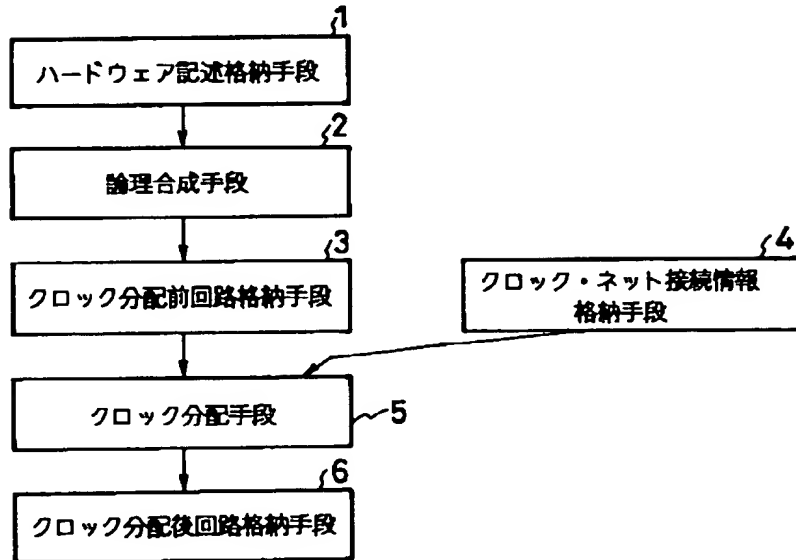 1
ハードウェア記述格納手段
2
論理合成手段
3
クロック分配前回路格納手段
4
クロック・ネット接続情報
格納手段
クロック分配手段
5
6
クロック分配後回路格納手段